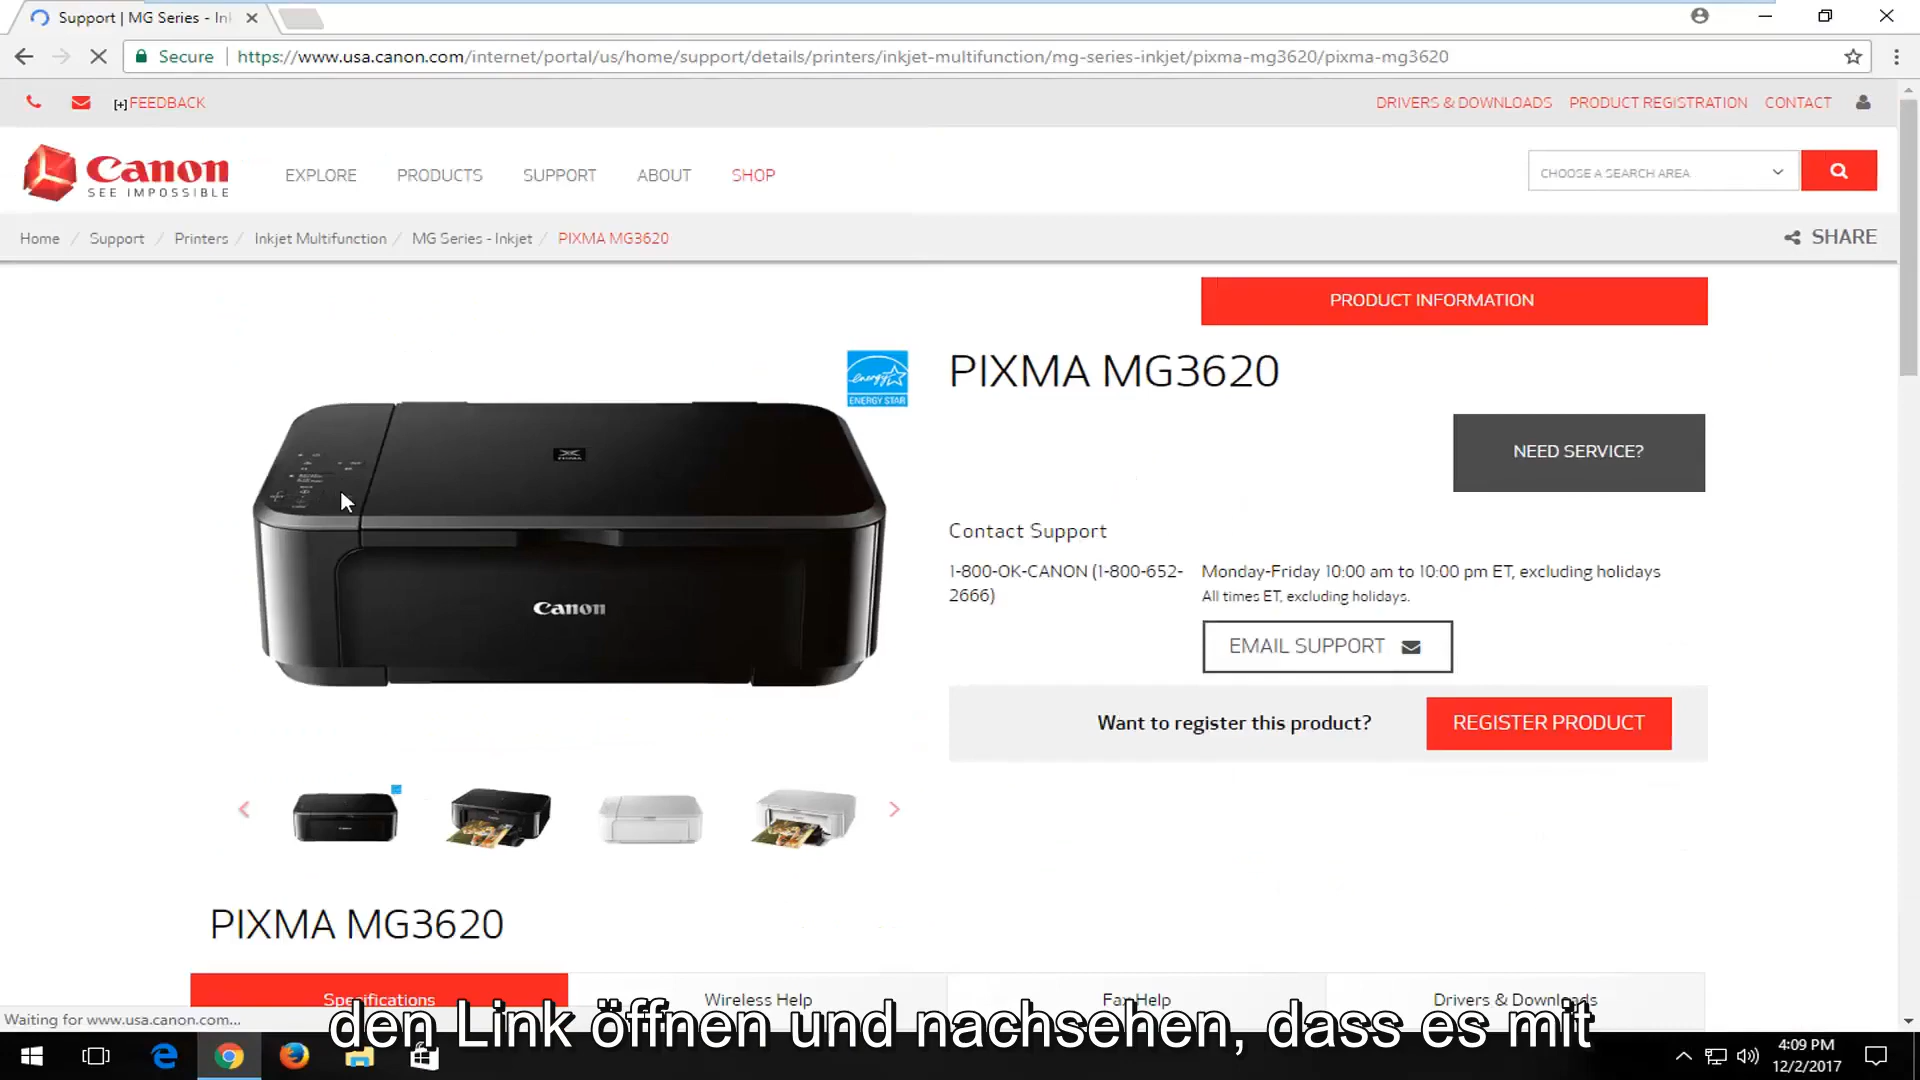 Support | MG Series - Ink
Secure https://www.usa.canon.com/internet/portal/us/home/support/details/printers/inkjet-multifunction/mg-series-inkjet/pixma-mg3620/pixma-mg3620
[+] FEEDBACK DRIVERS & DOWNLOADS PRODUCT REGISTRATION CONTACT
Canon
SEE IMPOSSIBLE
EXPLORE PRODUCTS SUPPORT ABOUT SHOP
CHOOSE A SEARCH AREA
Home / Support / Printers / Inkjet Multifunction / MG Series - Inkjet / PIXMA MG3620 SHARE
PRODUCT INFORMATION
energy
ENERGY STAR
PIXMA MG3620
NEED SERVICE?
Contact Support
1-800-OK-CANON (1-800-652-
2666)
Monday-Friday 10:00 am to 10:00 pm ET, excluding holidays
All times ET, excluding holidays.
Canon
EMAIL SUPPORT
Want to register this product? REGISTER PRODUCT
PIXMA MG3620
Specifications Wireless Help Fax Help Drivers & Downloads
Waiting for www.usa.canon.com...
den Link öffnen und nachsehen, dass es mit
4:09 PM
12/2/2017